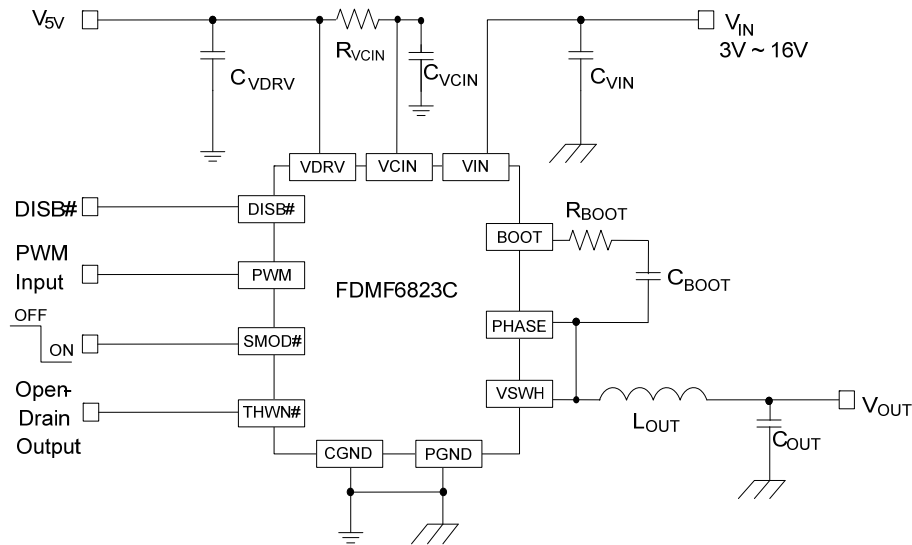 V5V
RVCIN
CVDRV
CVCIN
CVIN
VIN
3V ~ 16V
VDRV
VCIN
VIN
DISB#
DISB#
PWM
Input
PWM
OFF
ON
SMOD#
Open-
Drain
Output
THWN#
FDMF6823C
BOOT
RBOOT
CBOOT
PHASE
VSWH
LOUT
VOUT
COUT
CGND
PGND